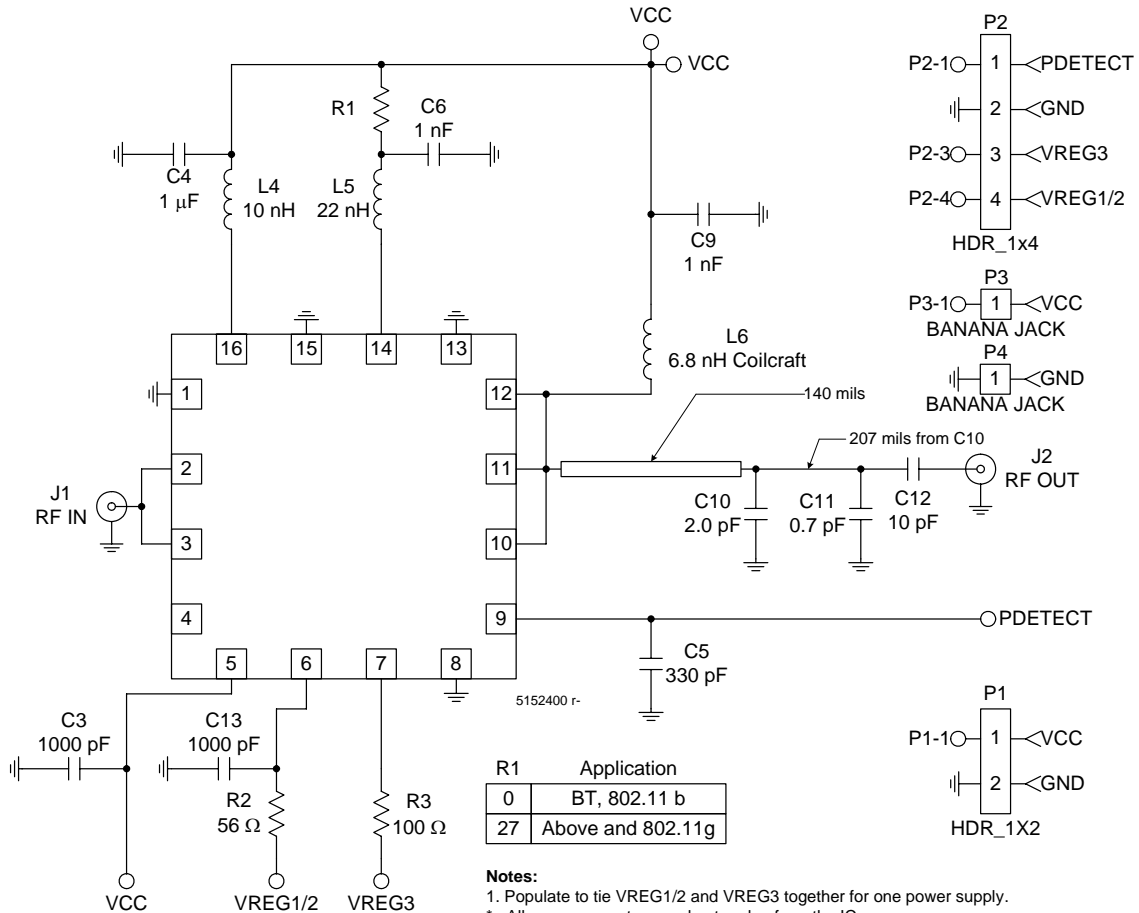 VCC
VCC
R1
C6
1 nF
C4
1 μF
L4
10 nH
L5
22 nH
C9
1 nF
L6
6.8 nH Coilcraft
140 mils
207 mils from C10
16
15
14
13
1
2
3
4
12
11
10
9
5
6
7
8
J1
RF IN
C10
2.0 pF
C11
0.7 pF
C12
10 pF
J2
RF OUT
PDETECT
C5
330 pF
5152400 r-
C3
1000 pF
C13
1000 pF
R2
56 Ω
R3
100 Ω
VCC
VREG1/2
VREG3
R1 Application
0 BT, 802.11 b
27 Above and 802.11g
Notes:
1. Populate to tie VREG1/2 and VREG3 together for one power supply.
P2
P2-1 1 PDETECT
2 GND
P2-3 3 VREG3
P2-4 4 VREG1/2
HDR_1x4
P3
P3-1 1 VCC
BANANA JACK
P4
1 GND
BANANA JACK
P1
P1-1 1 VCC
2 GND
HDR_1X2